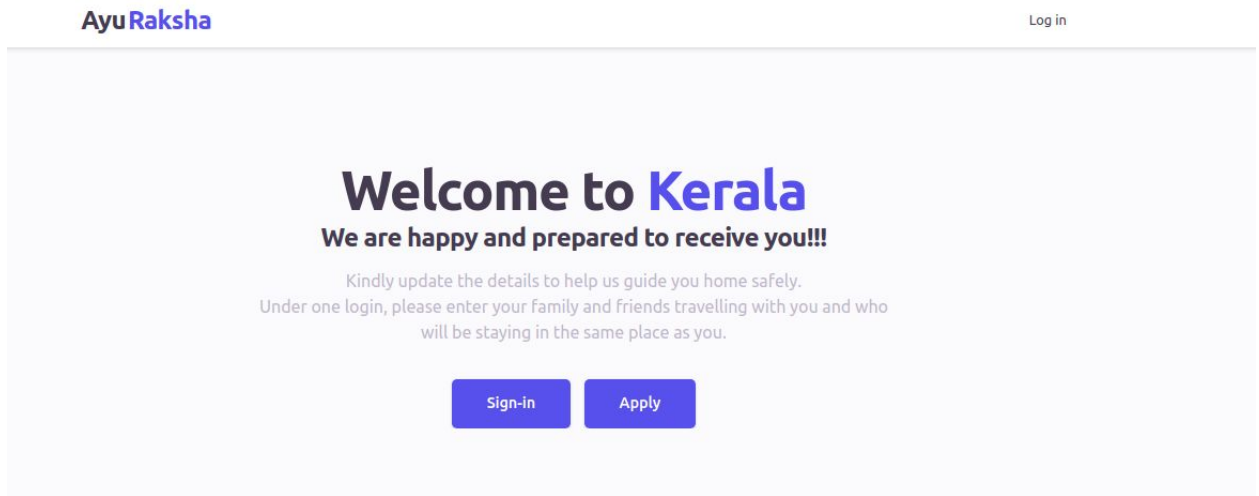 AyuRaksha Log in
Welcome to Kerala
We are happy and prepared to receive you!!!
Kindly update the details to help us guide you home safely.
Under one login, please enter your family and friends travelling with you and who
will be staying in the same place as you.
Sign-in Apply